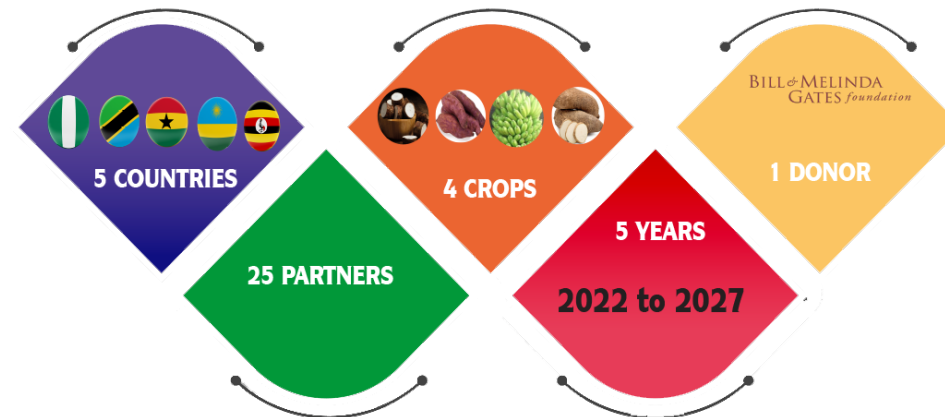 5 COUNTRIES
25 PARTNERS
4 CROPS
5 YEARS
2022 to 2027
BILL & MELINDA
GATES foundation
1 DONOR